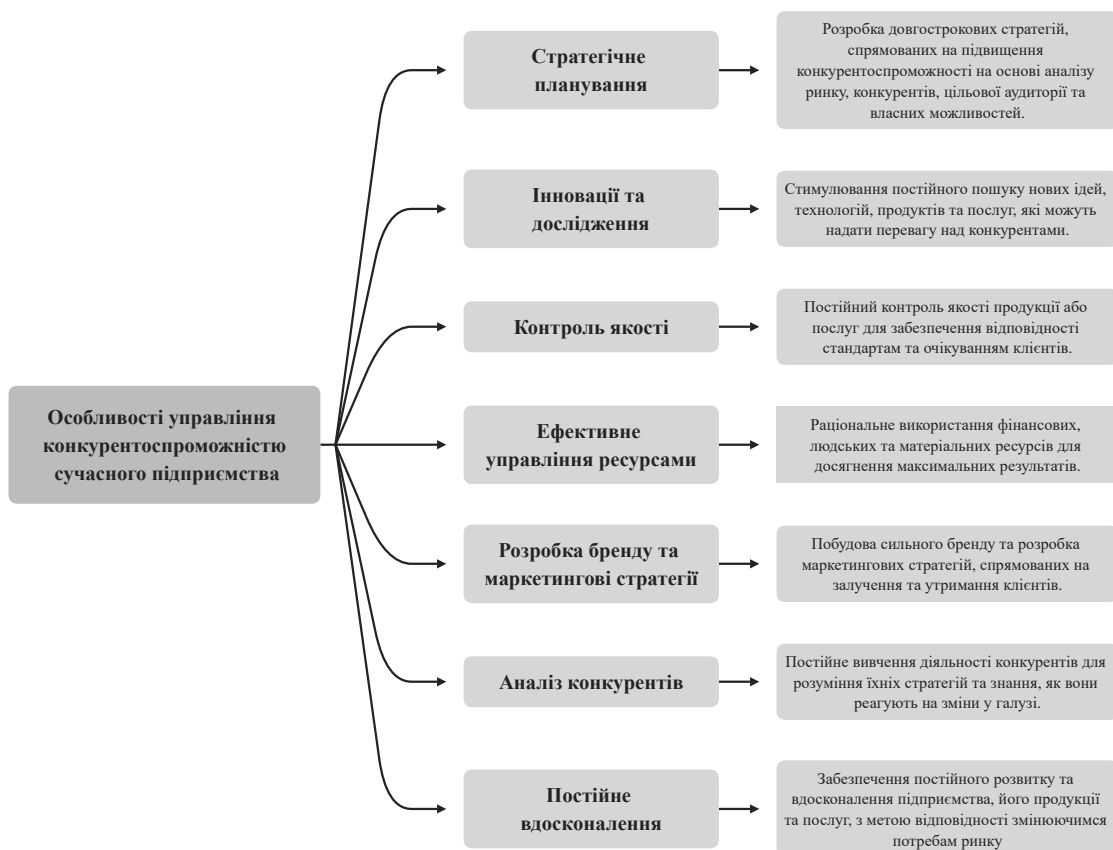 Особливості управління
конкурентоспроможністю
сучасного підприємства
Стратегічне
планування
Розробка довгострокових стратегій,
спрямованих на підвищення
конкурентоспроможності на основі аналізу
ринку, конкурентів, цільової аудиторії та
власних можливостей.
Інновації та
дослідження
Стимулювання постійного пошуку нових ідей,
технологій, продуктів та послуг, які можуть
надати перевагу над конкурентами.
Контроль якості
Постійний контроль якості продукції або
послуг для забезпечення відповідності
стандартам та очікуванням клієнтів.
Ефективне
управління ресурсами
Раціональне використання фінансових,
людських та матеріальних ресурсів для
досягнення максимальних результатів.
Розробка бренду та
маркетингові стратегії
Побудова сильного бренду та розробка
маркетингових стратегій, спрямованих на
залучення та утримання клієнтів.
Аналіз конкурентів
Постійне вивчення діяльності конкурентів для
розуміння їхніх стратегій та знання, як вони
реагують на зміни у галузі.
Постійне
вдосконалення
Забезпечення постійного розвитку та
вдосконалення підприємства, його продукції
та послуг, з метою відповідності змінюючимся
потребам ринку